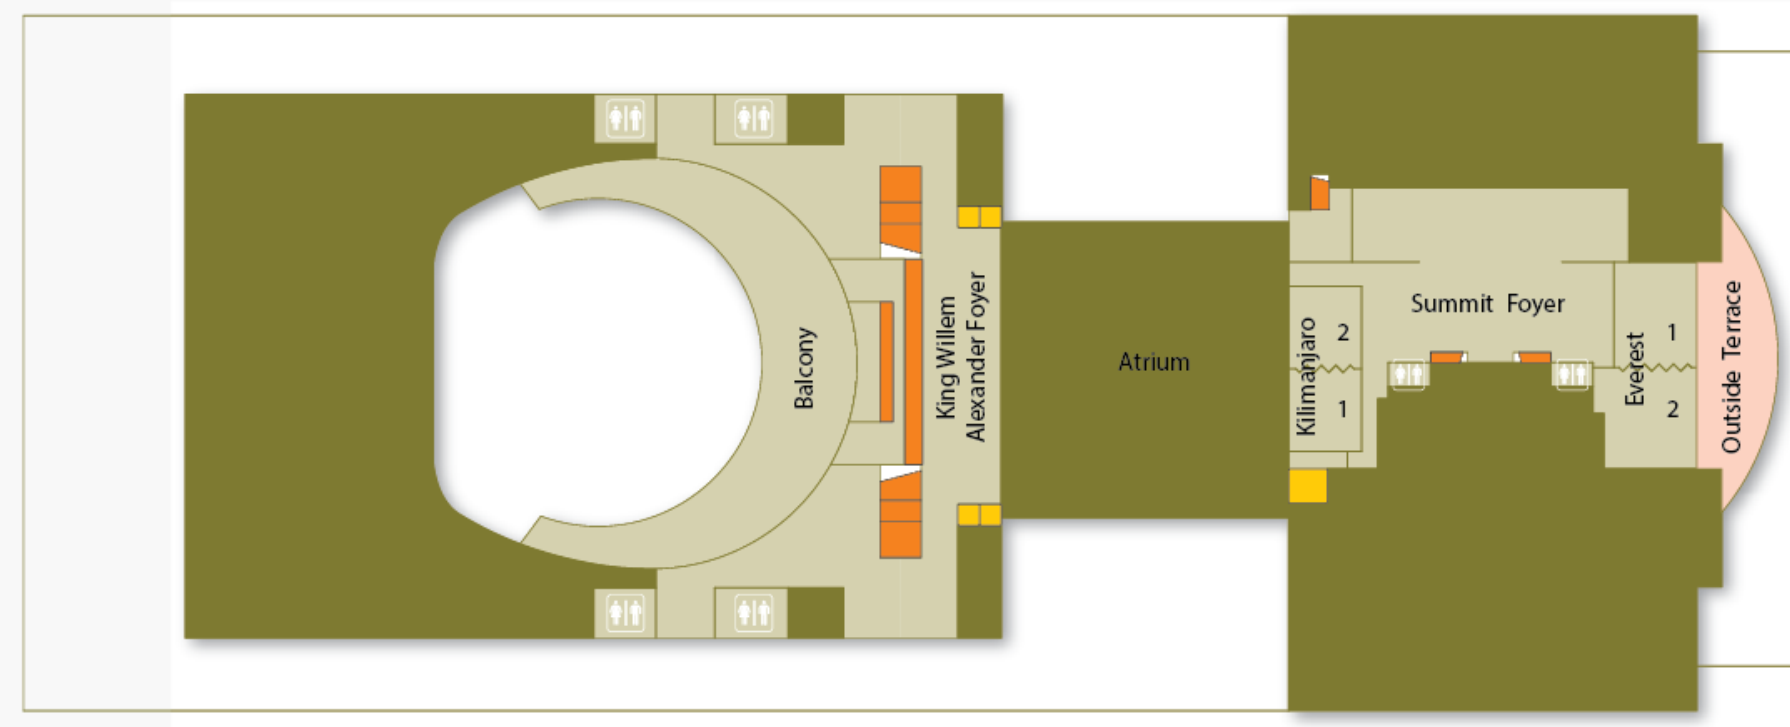 Balcony
King Willem
Alexander Foyer
Atrium
Kilimanjaro
2
1
Summit Foyer
Everest
1
2
Outside Terrace